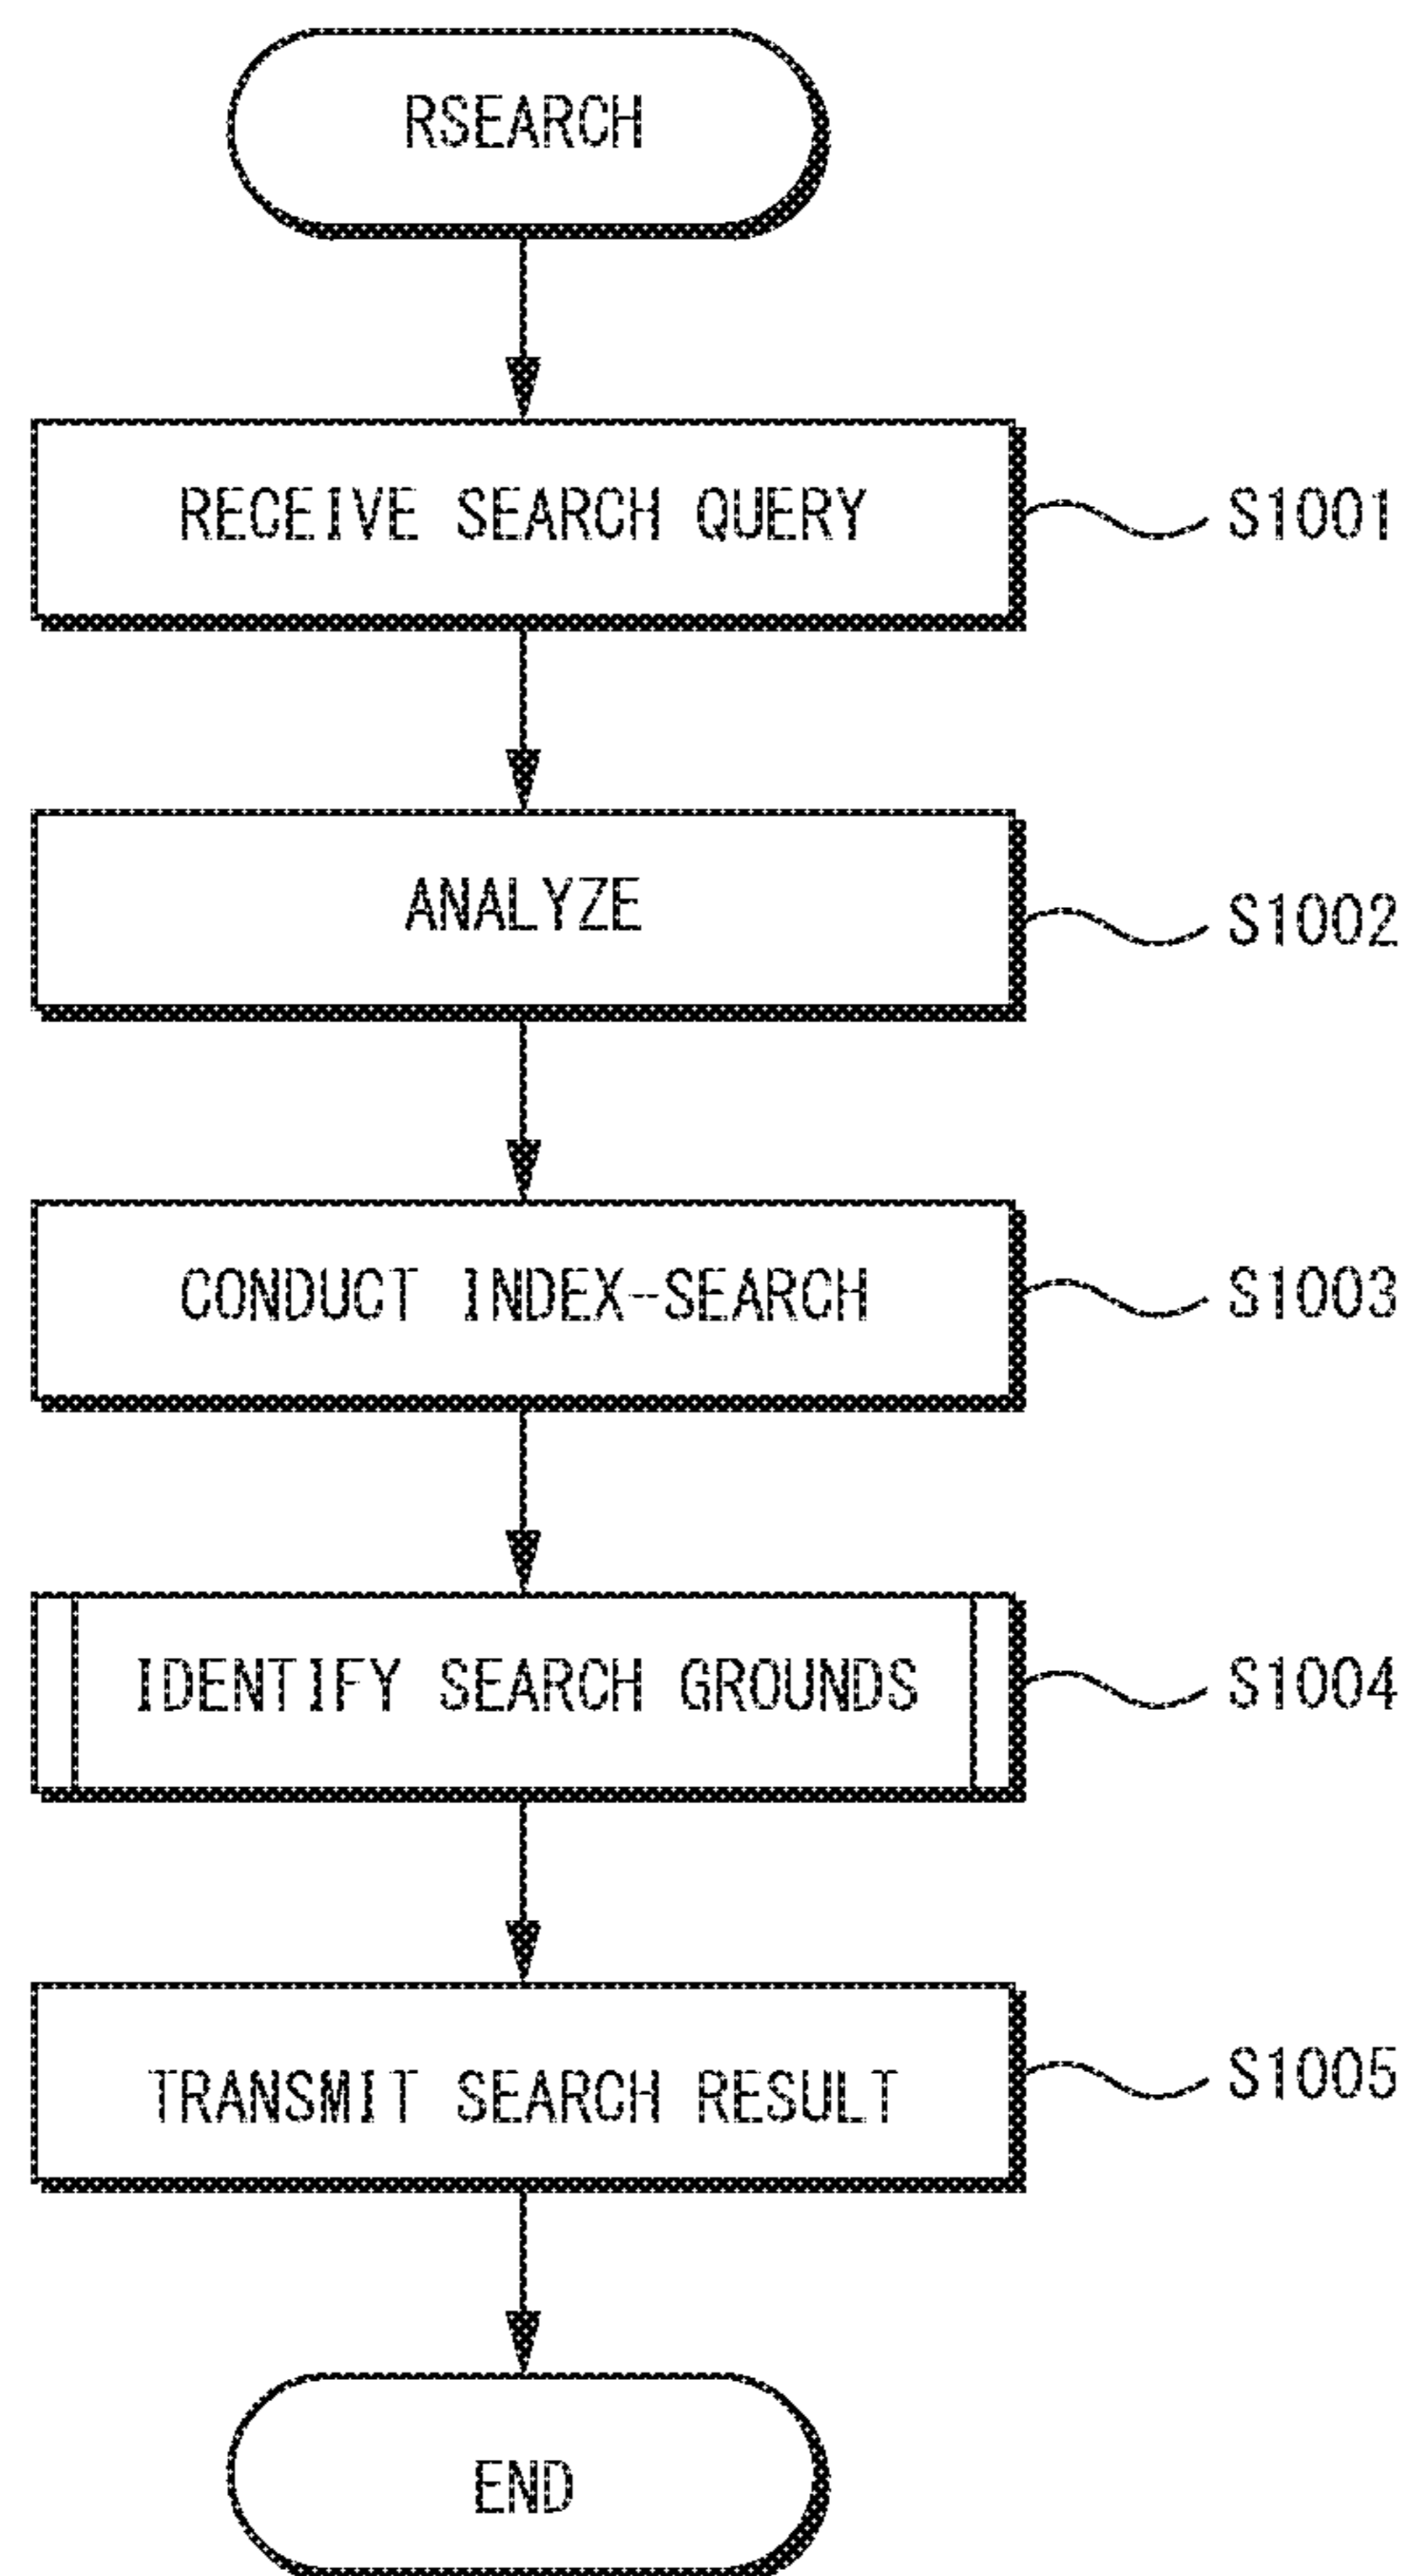 RSEARCH
RECEIVE SEARCH QUERY
S1001
ANALYZE
S1002
CONDUCT INDEX-SEARCH
S1003
IDENTIFY SEARCH GROUNDS
S1004
TRANSMIT SEARCH RESULT
S1005
END